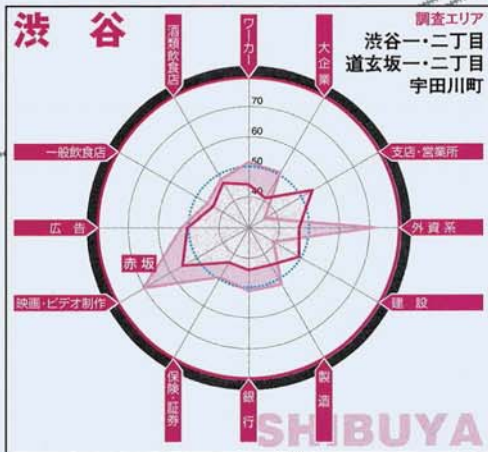 渋谷
調査エリア
渋谷一・二丁目
道玄坂一・二丁目
宇田川町
酒類飲食店
ワーカー
大企業
一般飲食店
支店・営業所
70
60
50
40
広告
外資系
赤坂
映画・ビデオ制作
建設
保険・証券
銀行
製造
SHIBUYA